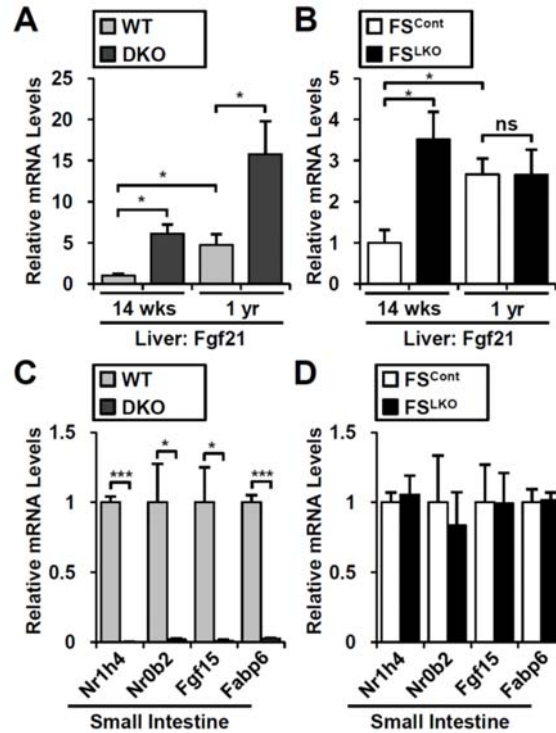 A
WT
DKO
Relative mRNA Levels
25
20
15
10
5
0
*
*
*
14 wks
1 yr
Liver: Fgf21
B
FSCont
FSLKO
Relative mRNA Levels
5
4
3
2
1
0
*
*
ns
14 wks
1 yr
Liver: Fgf21
C
WT
DKO
Relative mRNA Levels
1.5
1
0.5
0
***
*
*
***
Nr1h4
Nr0b2
Fgf15
Fabp6
Small Intestine
D
FSCont
FSLKO
Relative mRNA Levels
1.5
1
0.5
0
Nr1h4
Nr0b2
Fgf15
Fabp6
Small Intestine